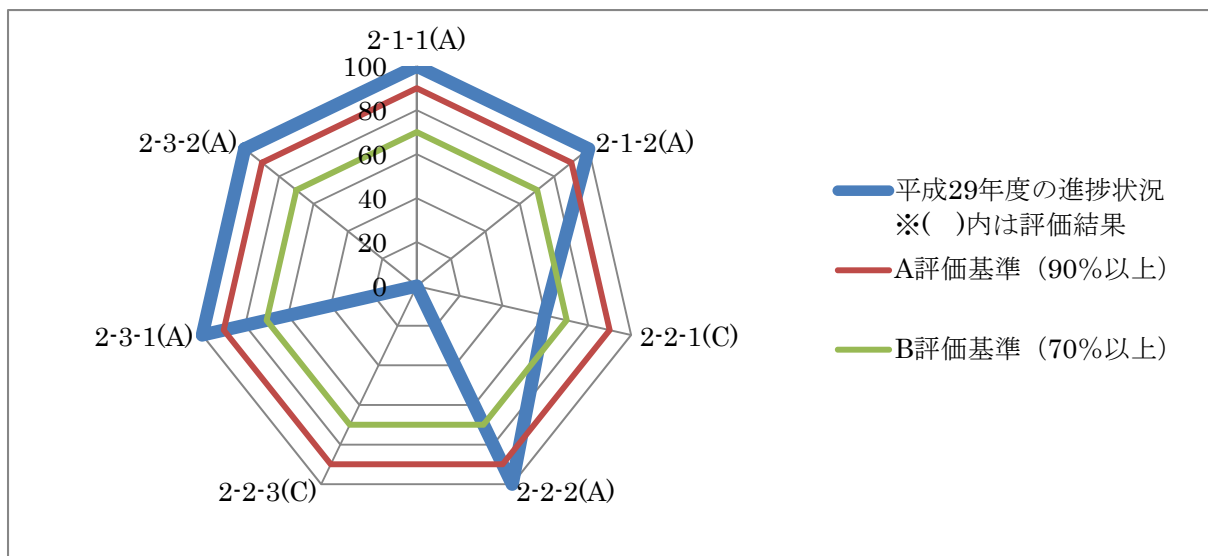 2-1-1(A)
100
80
60
40
20
0
2-1-2(A)
2-2-1(C)
2-2-2(A)
2-2-3(C)
2-3-1(A)
2-3-2(A)
平成29年度の進捗状況
※(　)内は評価結果
A評価基準（90％以上）
B評価基準（70％以上）